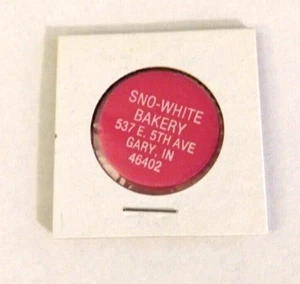 SNO-WHITE
BAKERY
537 E. 5TH AVE
GARY, IN
46402